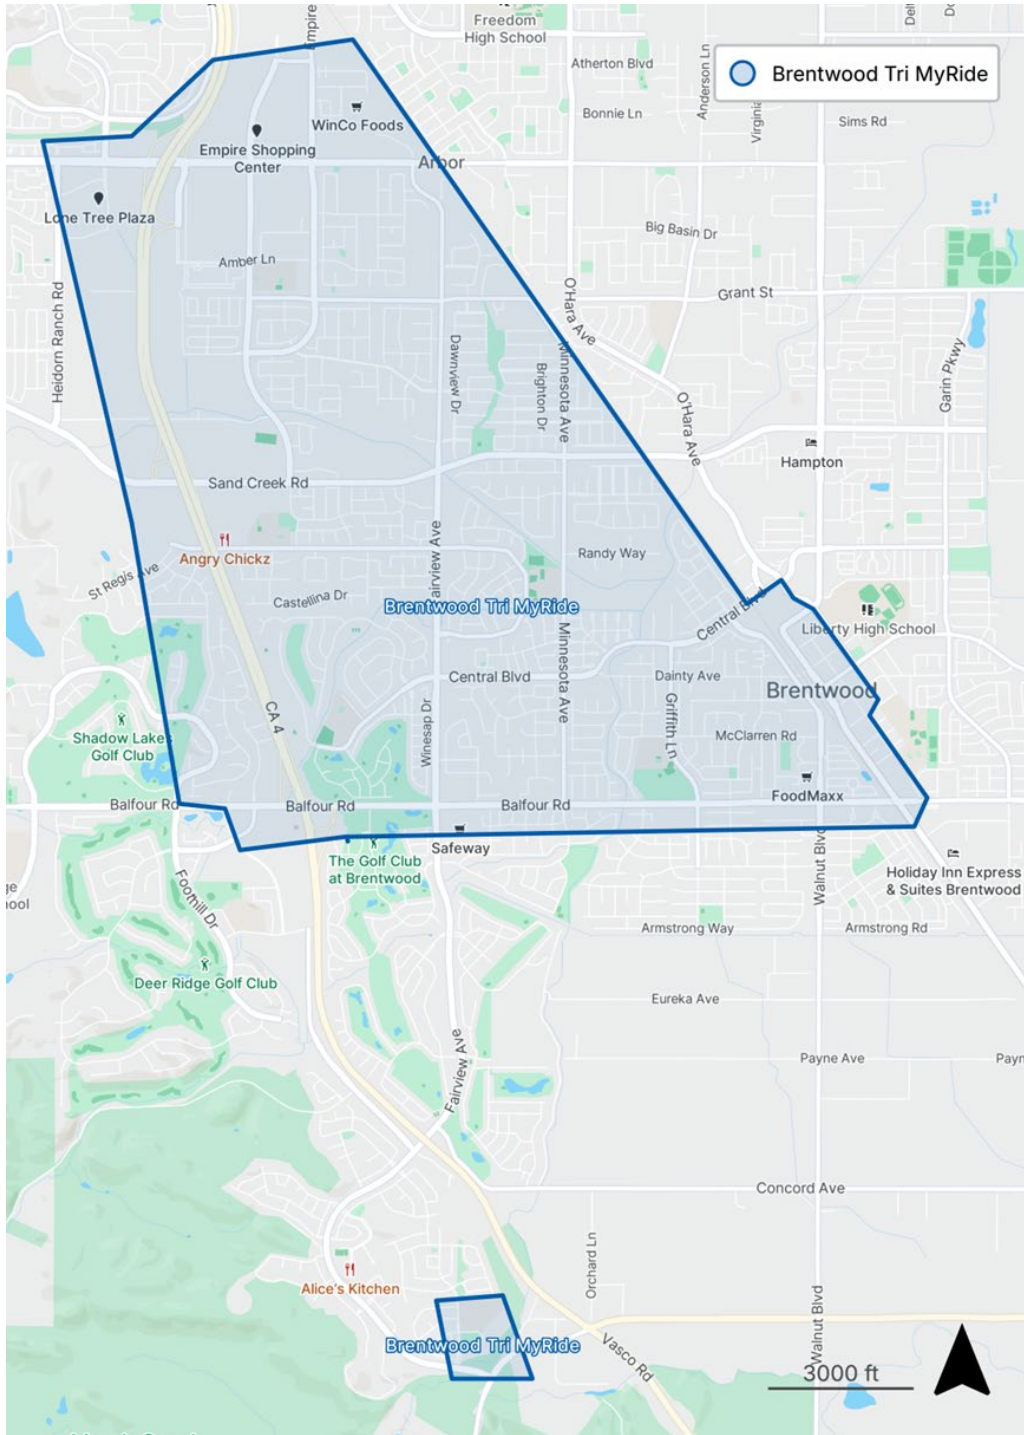 Freedom
High School
Empire
Atherton Blvd
Anderson Ln
Brentwood Tri MyRide
Bonnie Ln
Virginia
Sims Rd
WinCo Foods
Empire Shopping
Center
Arbor
Lone Tree Plaza
Big Basin Dr
Amber Ln
Grant St
O'Hara Ave
Heidorn Ranch Rd
Dawnview Dr
Brighton Dr
Minnesota Ave
Garin Pkwy
O'Hara Ave
Hampton
Sand Creek Rd
Angry Chickz
Randy Way
St Regis Ave
Fairview Ave
Castellina Dr
Brentwood Tri MyRide
Central Blvd
Liberty High School
Minnesota Ave
Central Blvd
Dainty Ave
Brentwood
Griffith Ln
CA 4
Winesap Dr
McClarren Rd
Shadow Lakes
Golf Club
FoodMaxx
Balfour Rd
Balfour Rd
Balfour Rd
Safeway
The Golf Club
at Brentwood
Walnut Blvd
Holiday Inn Express
& Suites Brentwood
Foothill Dr
Armstrong Way
Armstrong Rd
Deer Ridge Golf Club
Eureka Ave
Fairview Ave
Payne Ave
Concord Ave
Orchard Ln
Alice's Kitchen
Walnut Blvd
Brentwood Tri MyRide
Vasco Rd
3000 ft